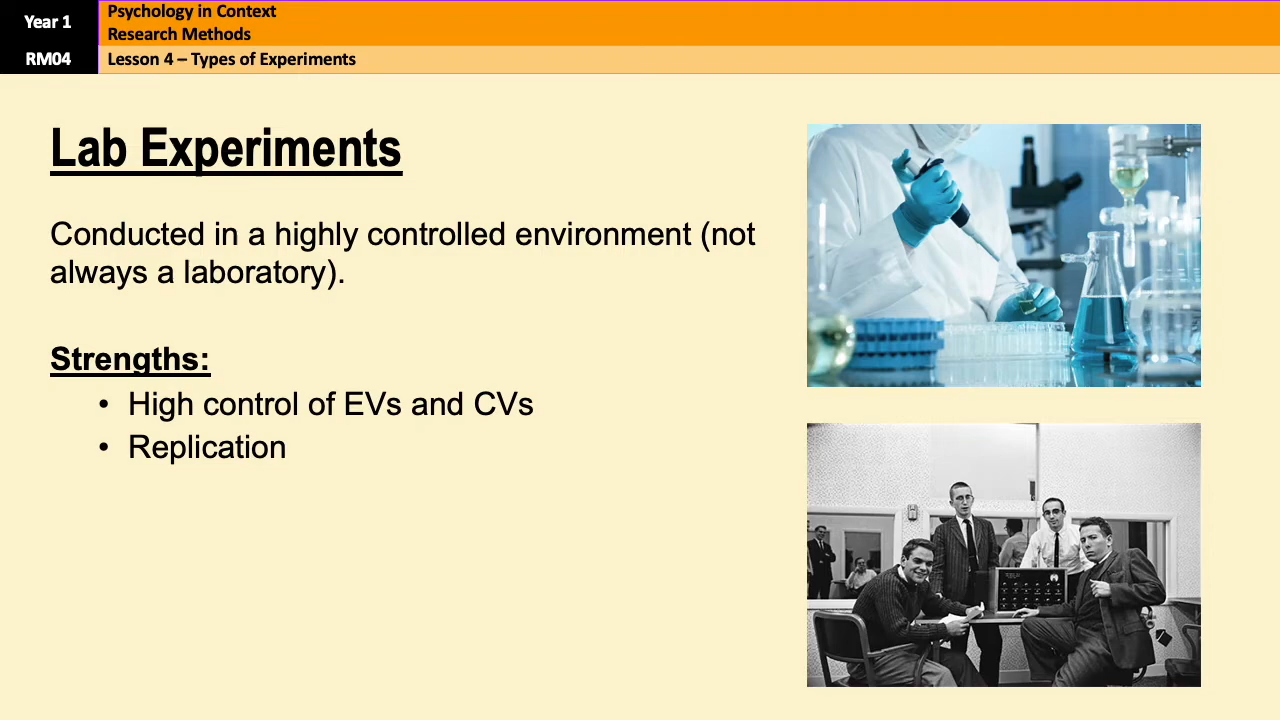 Year 1
Psychology in Context
Research Methods
RM04
Lesson 4 – Types of Experiments
Lab Experiments
Conducted in a highly controlled environment (not
always a laboratory).
Strengths:
• High control of EVs and CVs
• Replication